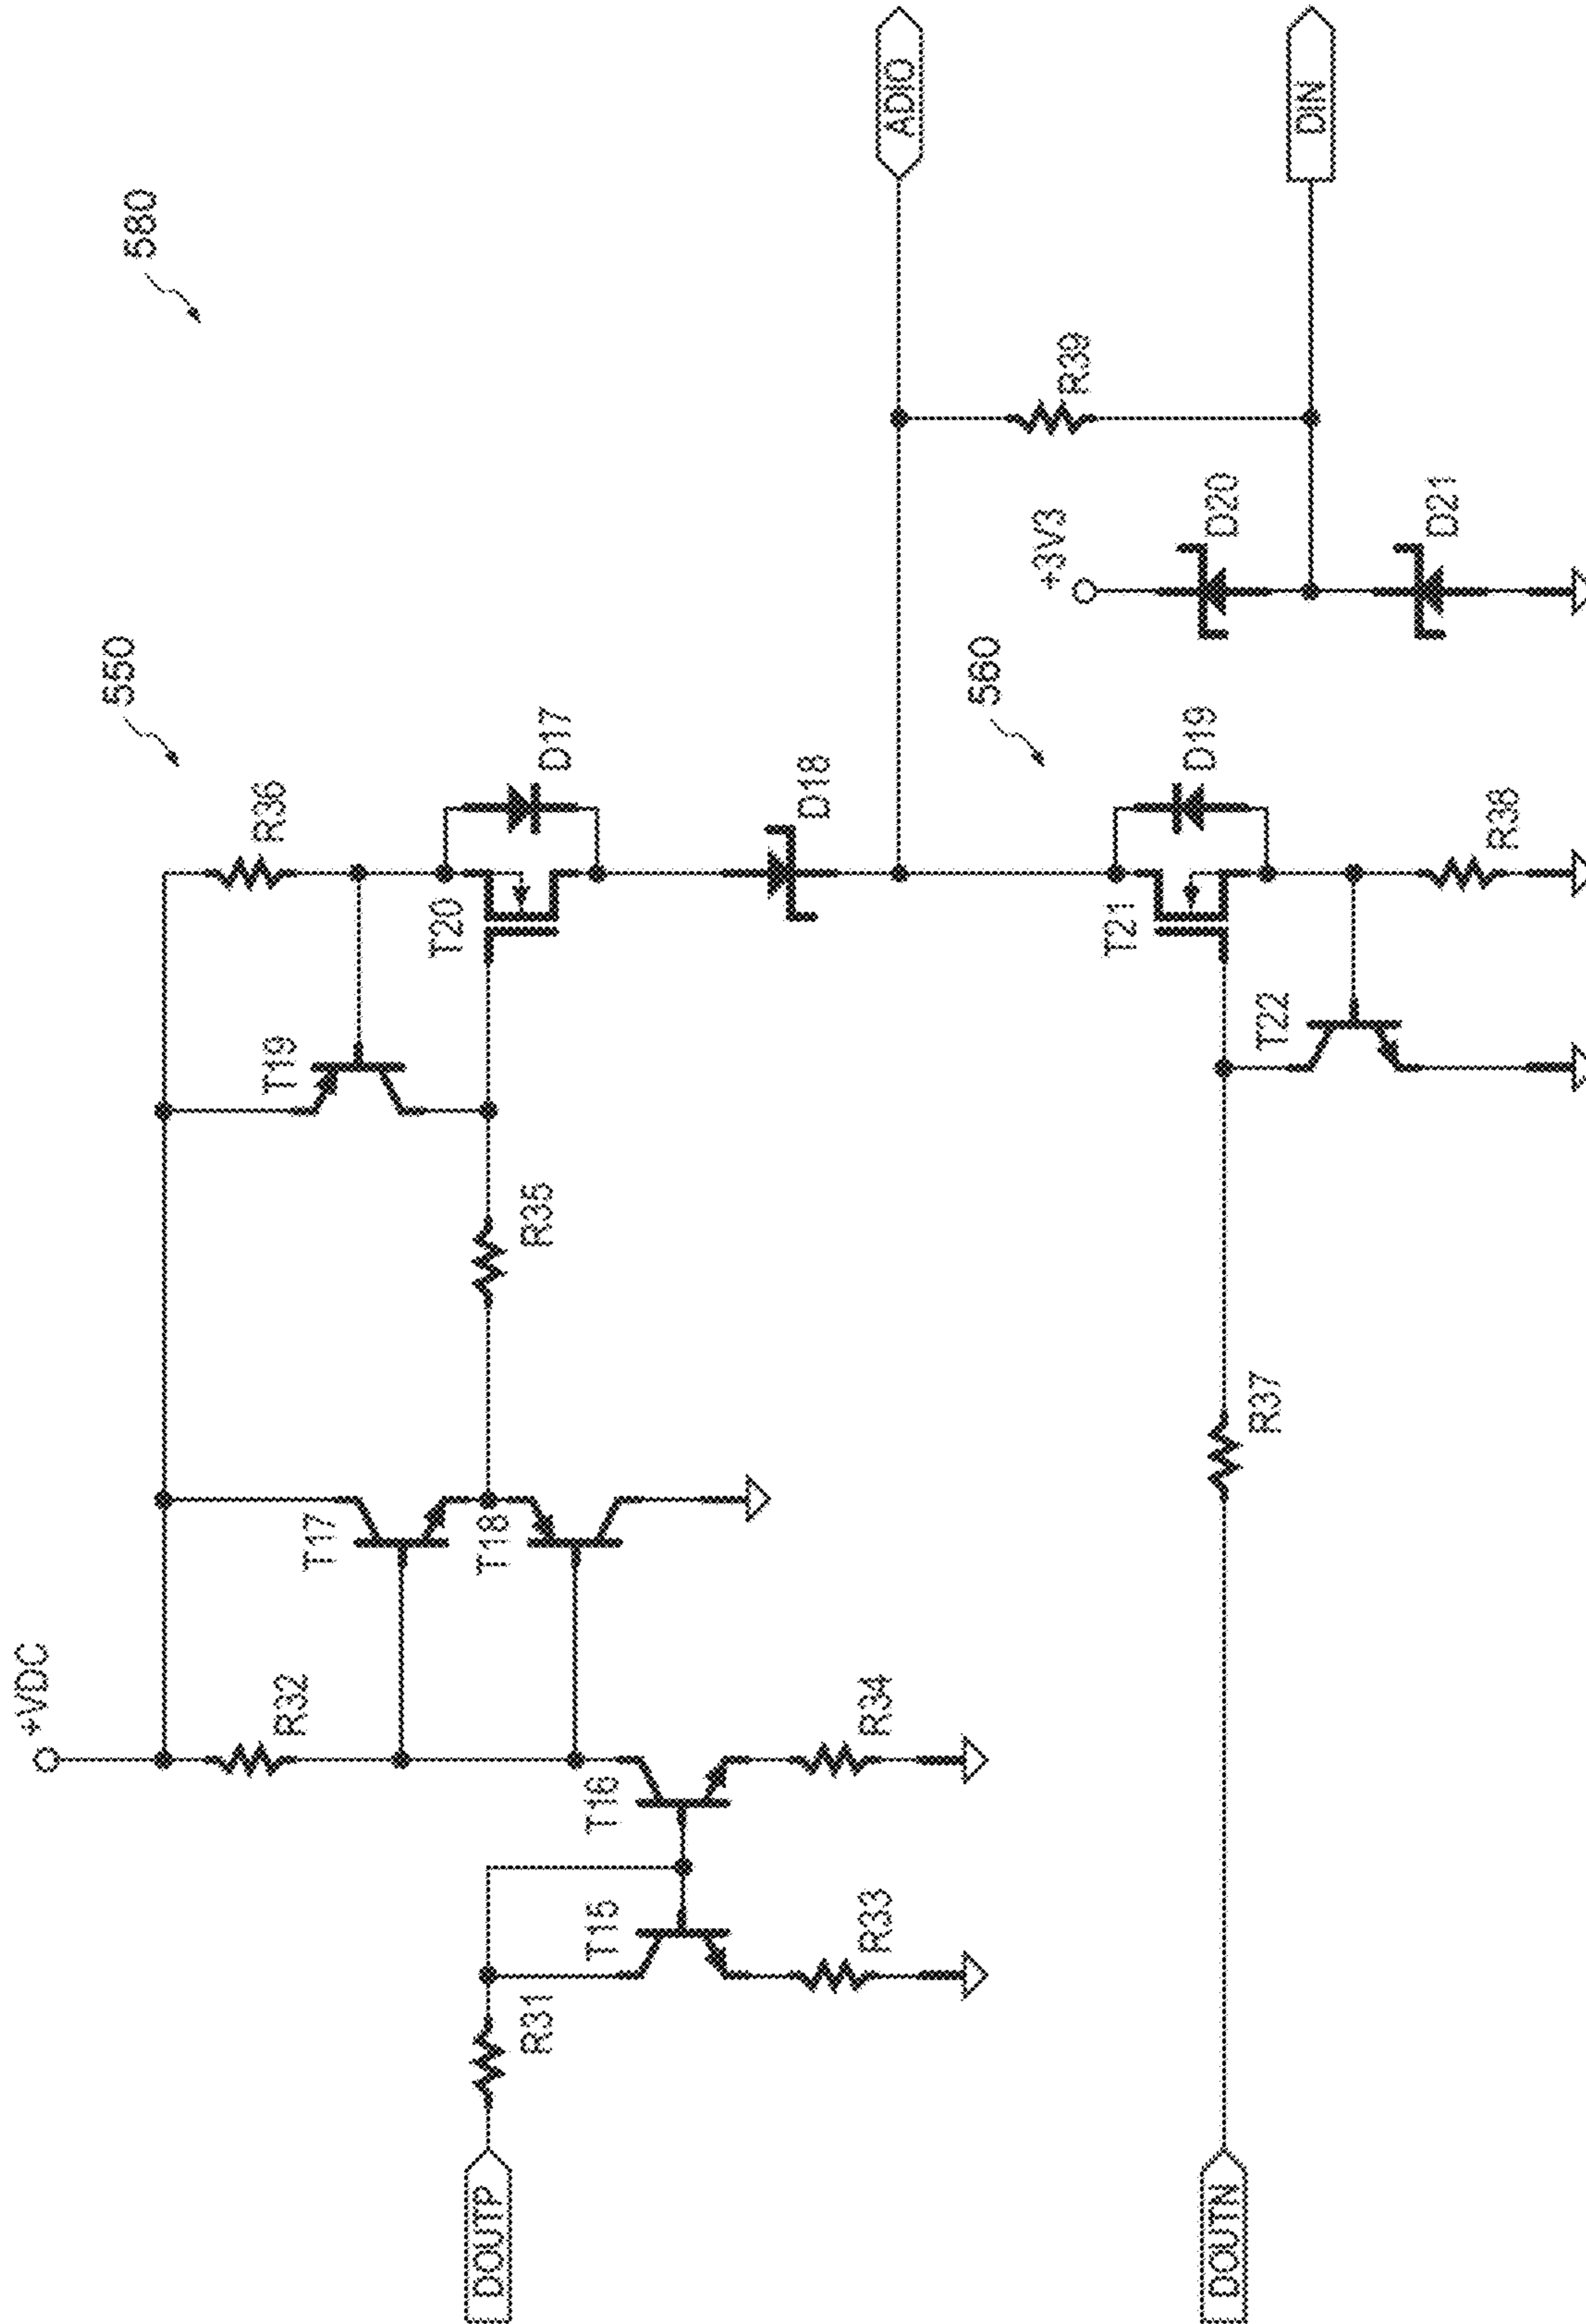 580
550
+VDC
R32
T17
T18
T19
R36
T20
D17
R35
D18
ADIO
DOUTP
R31
T15
T16
R33
R34
R39
560
+3V3
D20
D21
DIN
T21
D19
T22
R36
R37
DOUTN